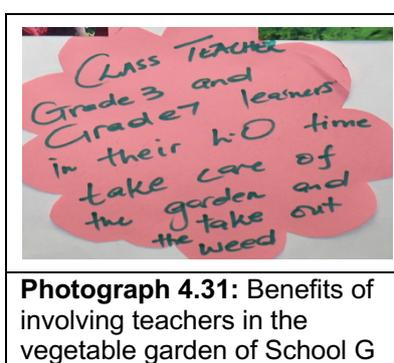 CLASS TEACHER
Grade 3 and
Grade 7 learners
in their L.O time
take care of
the garden and
take out
the weed
Photograph 4.31: Benefits of
involving teachers in the
vegetable garden of School G